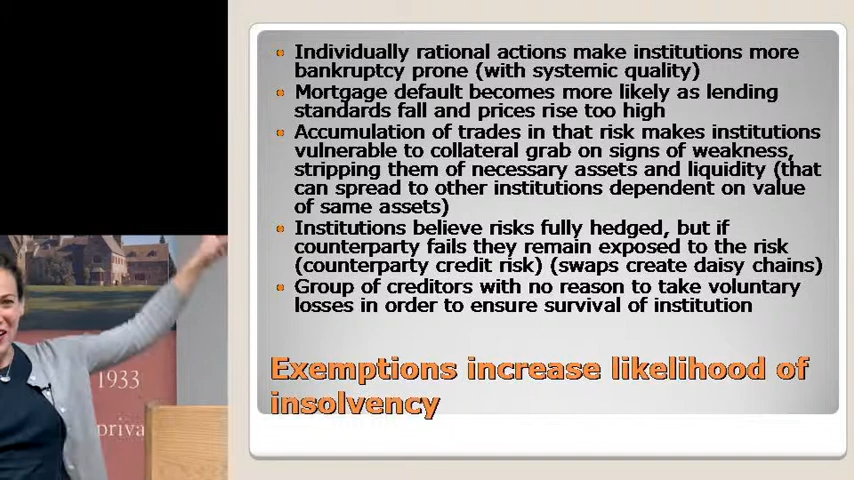 Individually rational actions make institutions more
bankruptcy prone (with systemic quality)
Mortgage default becomes more likely as lending
standards fall and prices rise too high
Accumulation of trades in that risk makes institutions
vulnerable to collateral grab on signs of weakness,
stripping them of necessary assets and liquidity (that
can spread to other institutions dependent on value
of same assets)
Institutions believe risks fully hedged, but if
counterparty fails they remain exposed to the risk
(counterparty credit risk) (swaps create daisy chains)
Group of creditors with no reason to take voluntary
losses in order to ensure survival of institution
Exemptions increase likelihood of
insolvency
1933
priva